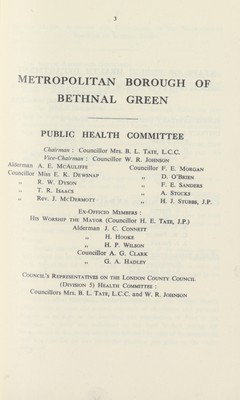 3
METROPOLITAN BOROUGH OF
BETHNAL GREEN
PUBLIC HEALTH COMMITTEE
Chairman : Councillor Mrs. B. L. TATE, L.C.C.
Vice-Chairman : Councillor W. R. JOHNSON
Alderman A. E. MCAULIFFE Councillor F. E. MORGAN
Councillor Miss E. K. DEWSNAP „ D. O'BRIEN
„ R. W. DYSON „ F. E. SANDERS
„ T. R. ISAACS „ A. STOCKS
„ REV. J. MCDERMOTT „ H. J. STUBBS, J.P.
EX-OFFICIO MEMBERS :
HIS WORSHIP THE MAYOR (Councillor H. E. TATE, J.P.)
Alderman J. C. CONNETT
„ H. HOOKS
„ H. P. WILSON
Councillor A. G. CLARK
„ G. A. HADLEY
COUNCIL'S REPRESENTATIVES ON THE LONDON COUNTY COUNCIL
(DIVISION 5) HEALTH COMMITTEE :
Councillors Mrs. B. L. TATE, L.C.C. and W. R. JOHNSON